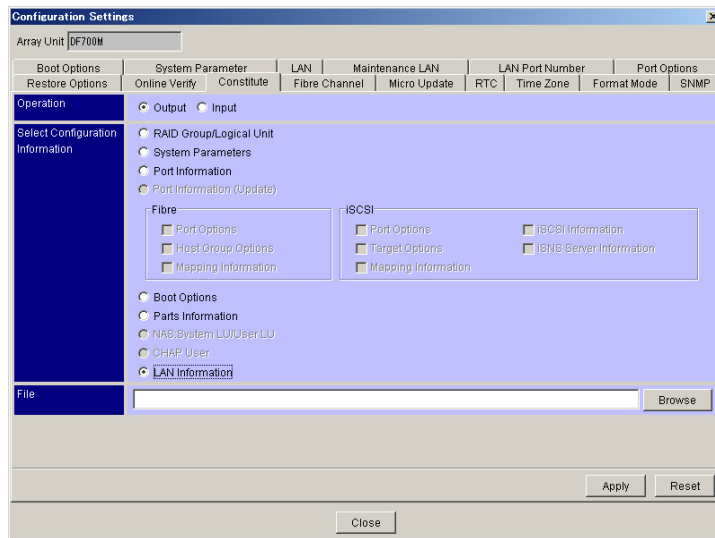 Configuration Settings
Array Unit DF700M
Boot Options System Parameter LAN Maintenance LAN LAN Port Number Port Options
Restore Options Online Verify Constitute Fibre Channel Micro Update RTC Time Zone Format Mode SNMP
Operation Output Input
Select Configuration Information
RAID Group/Logical Unit
System Parameters
Port Information
Port Information (Update)
Fibre
Port Options
Host Group Options
Mapping Information
iSCSI
Port Options iSCSI Information
Target Options iSNS Server Information
Mapping Information
Boot Options
Parts Information
NAS:System LU/User LU
CHAP User
LAN Information
File Browse
Apply Reset
Close